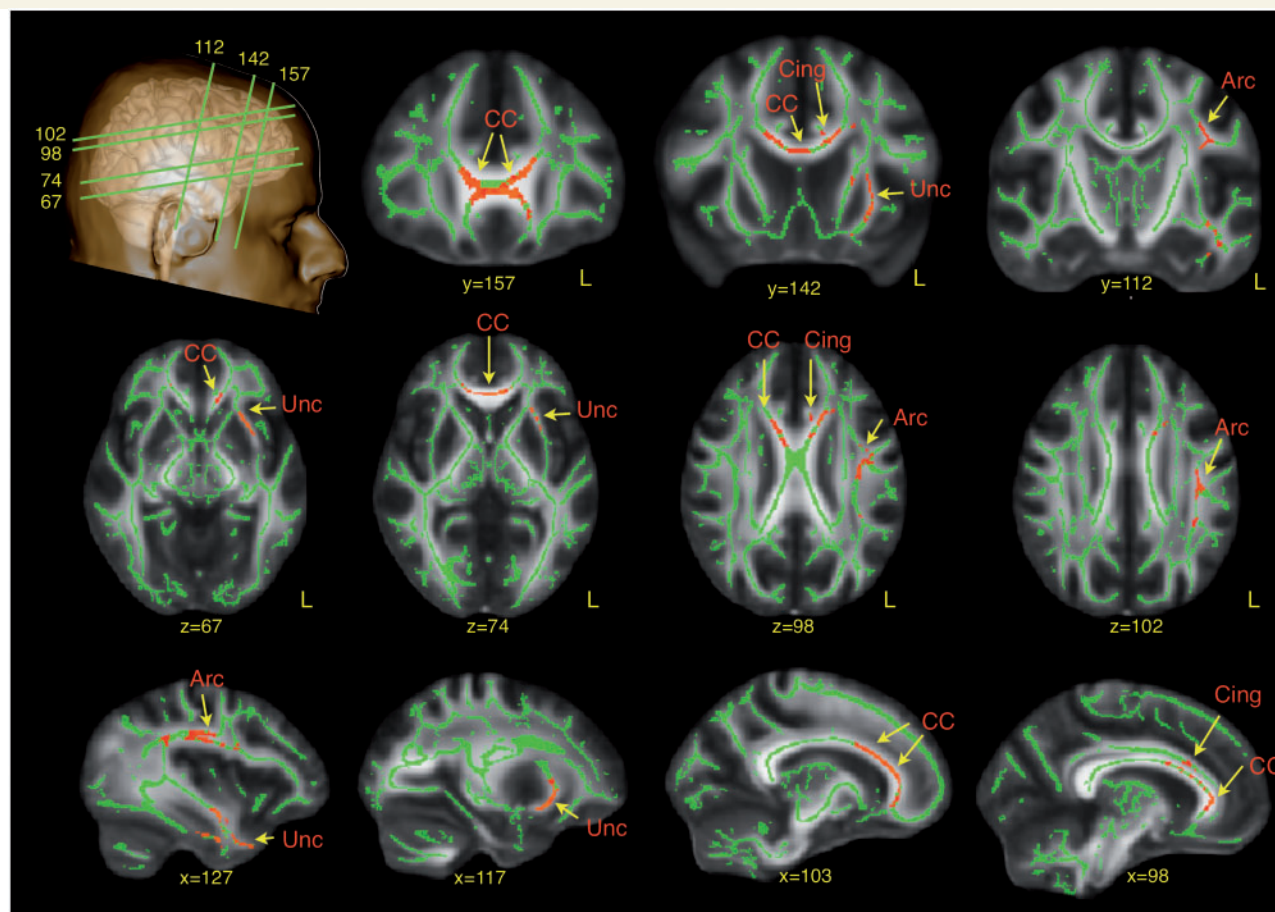 112
142
157
102
98
74
67
CC
y=157
L
Cing
CC
Unc
y=142
L
Arc
y=112
L
CC
Unc
L
z=67
CC
Unc
L
z=74
CC
Cing
Arc
L
z=98
Arc
L
z=102
Arc
Unc
x=127
Unc
x=117
CC
x=103
Cing
CC
x=98